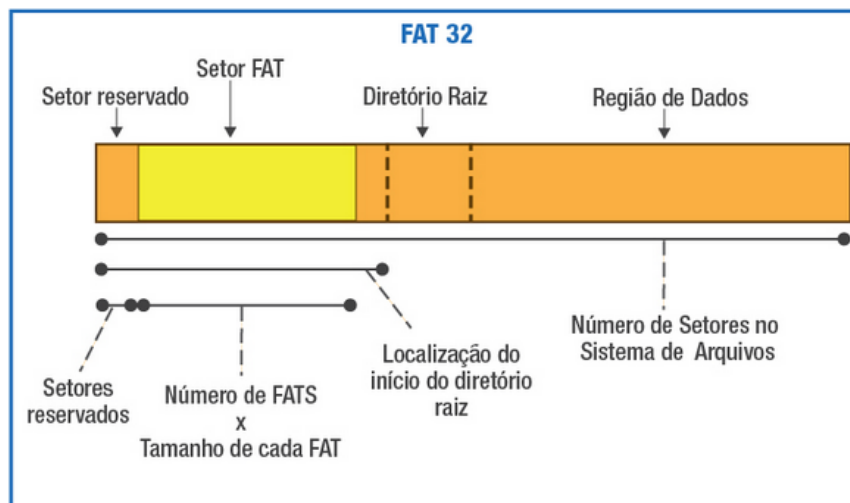 FAT 32
Setor FAT
Setor reservado
Diretório Raiz
Região de Dados
Setores
reservados
Número de FATS
x
Tamanho de cada FAT
Localização do
início do diretório
raiz
Número de Setores no
Sistema de Arquivos